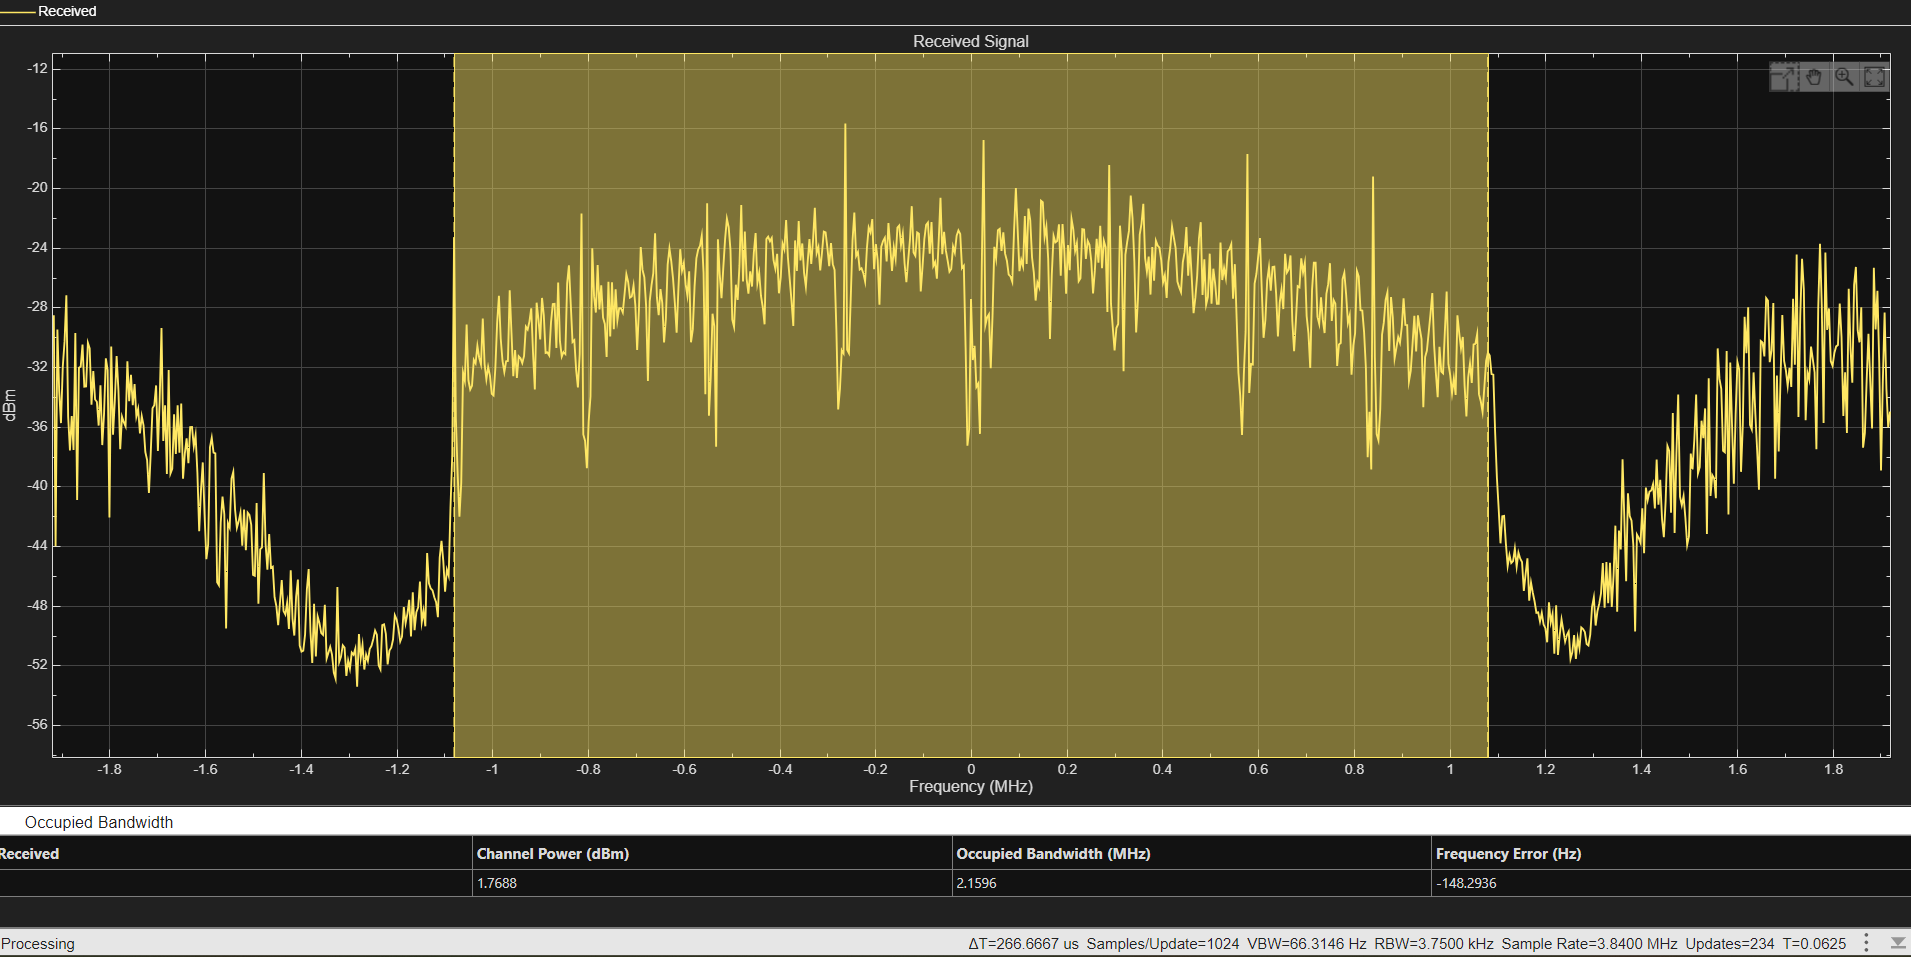 Received
Received Signal
-12
-16
-20
-24
-28
-32
-36
-40
-44
-48
-52
-56
dBm
-1.8 -1.6 -1.4 -1.2 -1 -0.8 -0.6 -0.4 -0.2 0 0.2 0.4 0.6 0.8 1 1.2 1.4 1.6 1.8
Frequency (MHz)
Occupied Bandwidth
Received Channel Power (dBm) Occupied Bandwidth (MHz) Frequency Error (Hz)
1.7688 2.1596 -148.2936
Processing ΔT=266.6667 us Samples/Update=1024 VBW=66.3146 Hz RBW=3.7500 kHz Sample Rate=3.8400 MHz Updates=234 T=0.0625